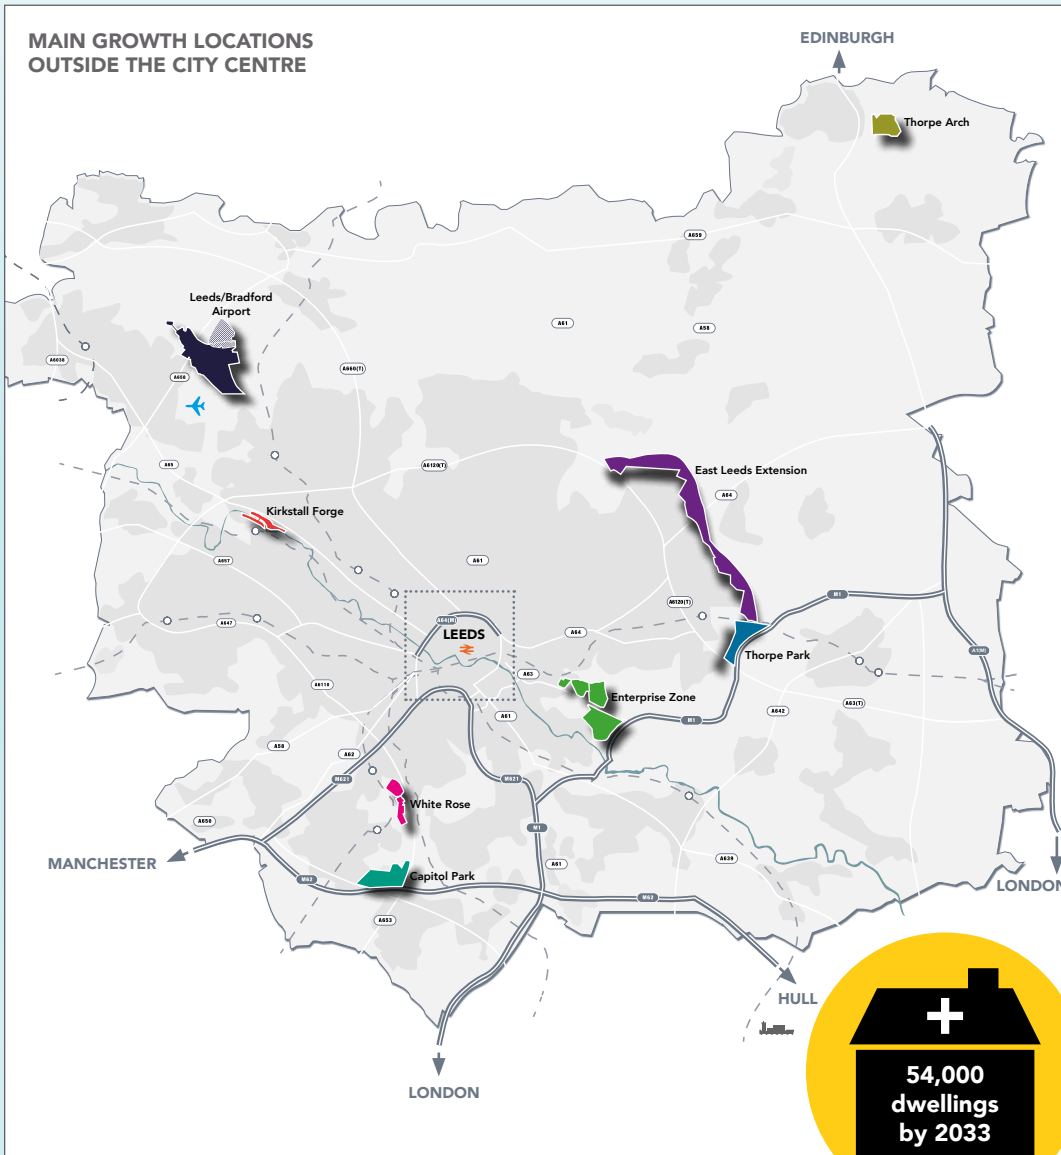 MAIN GROWTH LOCATIONS
OUTSIDE THE CITY CENTRE
EDINBURGH
Thorpe Arch
A659
Leeds/Bradford
Airport
A61
A58
A6038
A660(T)
A658
A65
A6120(T)
East Leeds Extension
A64
Kirkstall Forge
A657
A61
M1
A6120(T)
A647
A64(M)
LEEDS
A64
A1(M)
Thorpe Park
A63
A6110
Enterprise Zone
A63(T)
A642
A61
M1
A58
A62
M621
M621
White Rose
A650
M1
MANCHESTER
A61
A639
Capitol Park
M62
LONDON
M62
A653
HULL
LONDON
54,000
dwellings
by 2033